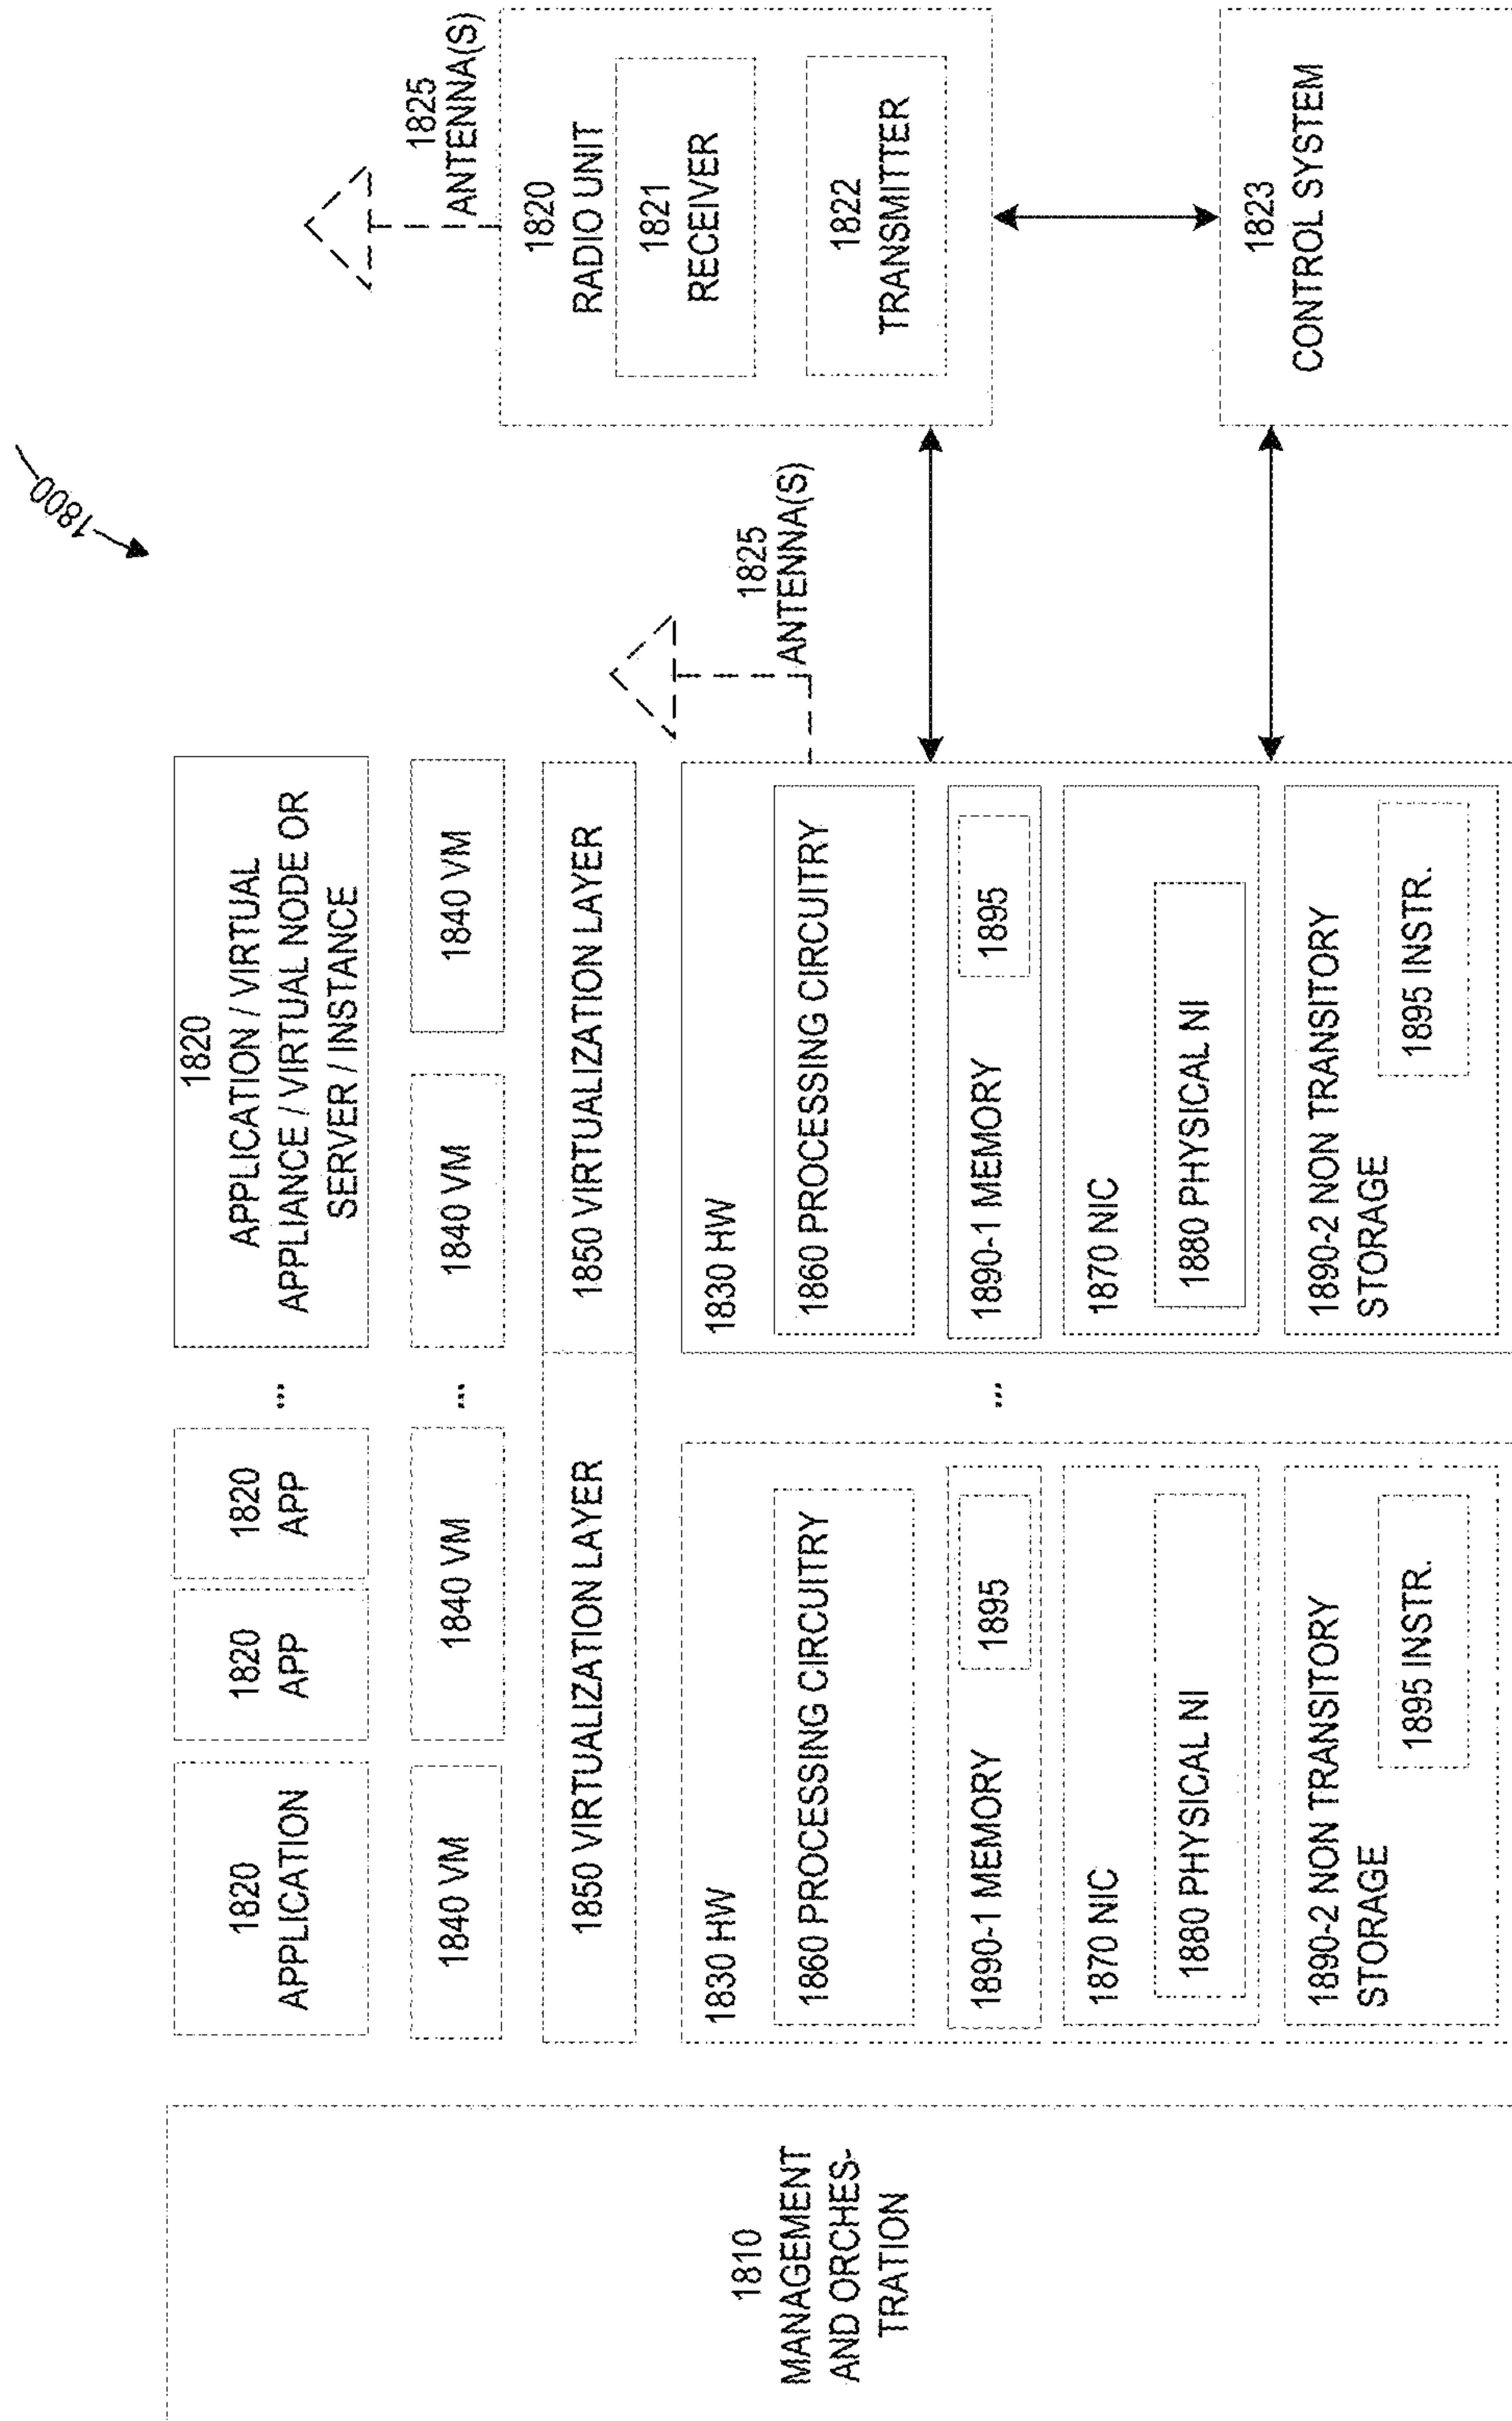 1800
1810
MANAGEMENT
AND ORCHES-
TRATION
1820
APPLICATION
1820
APP
1820
APP
...
1820
APPLICATION / VIRTUAL
APPLIANCE / VIRTUAL NODE OR
SERVER / INSTANCE
1840 VM
1840 VM
...
1840 VM
1840 VM
1850 VIRTUALIZATION LAYER
1850 VIRTUALIZATION LAYER
1830 HW
1860 PROCESSING CIRCUITRY
1890-1 MEMORY
1895
1870 NIC
1880 PHYSICAL NI
1890-2 NON TRANSITORY
STORAGE
1895 INSTR.
...
1830 HW
1860 PROCESSING CIRCUITRY
1890-1 MEMORY
1895
1870 NIC
1880 PHYSICAL NI
1890-2 NON TRANSITORY
STORAGE
1895 INSTR.
1825
ANTENNA(S)
1825
ANTENNA(S)
1820
RADIO UNIT
1821
RECEIVER
1822
TRANSMITTER
1823
CONTROL SYSTEM